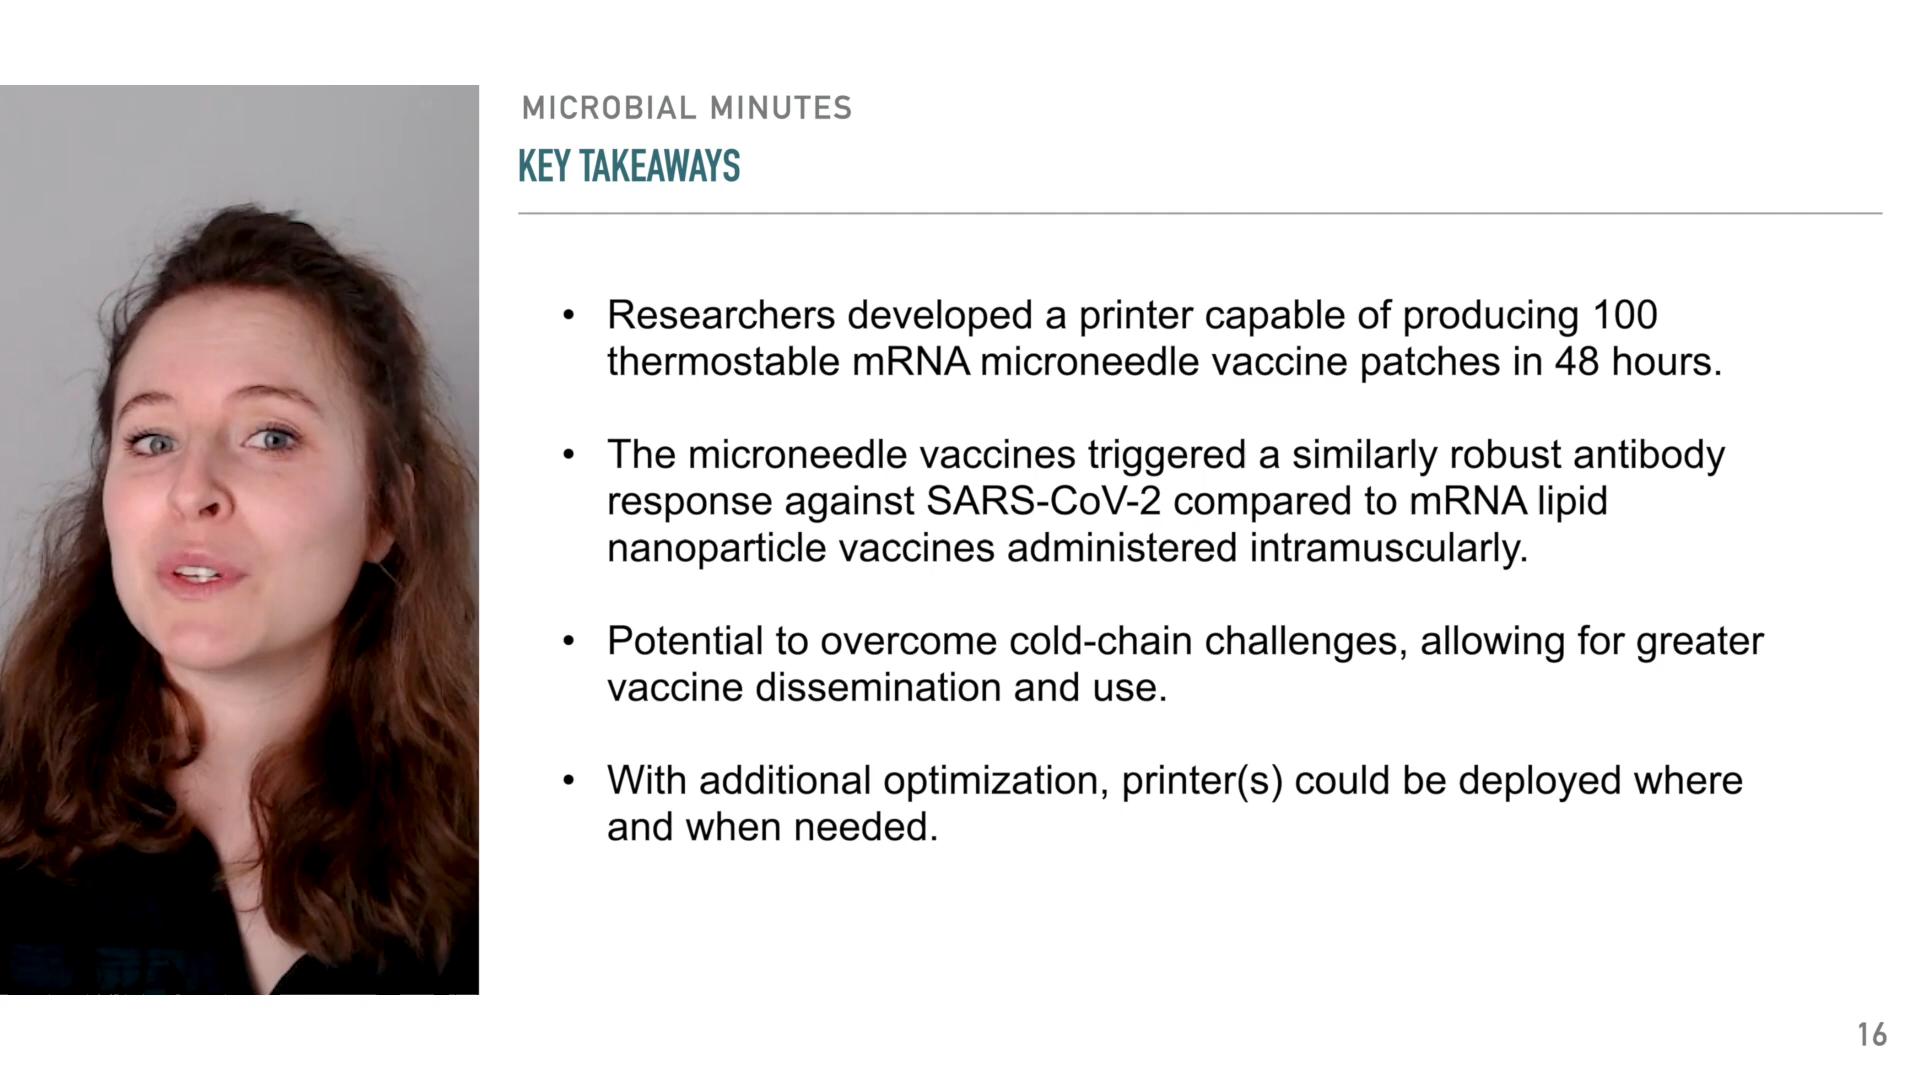 MICROBIAL MINUTES
KEY TAKEAWAYS
• Researchers developed a printer capable of producing 100
thermostable mRNA microneedle vaccine patches in 48 hours.
• The microneedle vaccines triggered a similarly robust antibody
response against SARS-CoV-2 compared to mRNA lipid
nanoparticle vaccines administered intramuscularly.
• Potential to overcome cold-chain challenges, allowing for greater
vaccine dissemination and use.
• With additional optimization, printer(s) could be deployed where
and when needed.
16